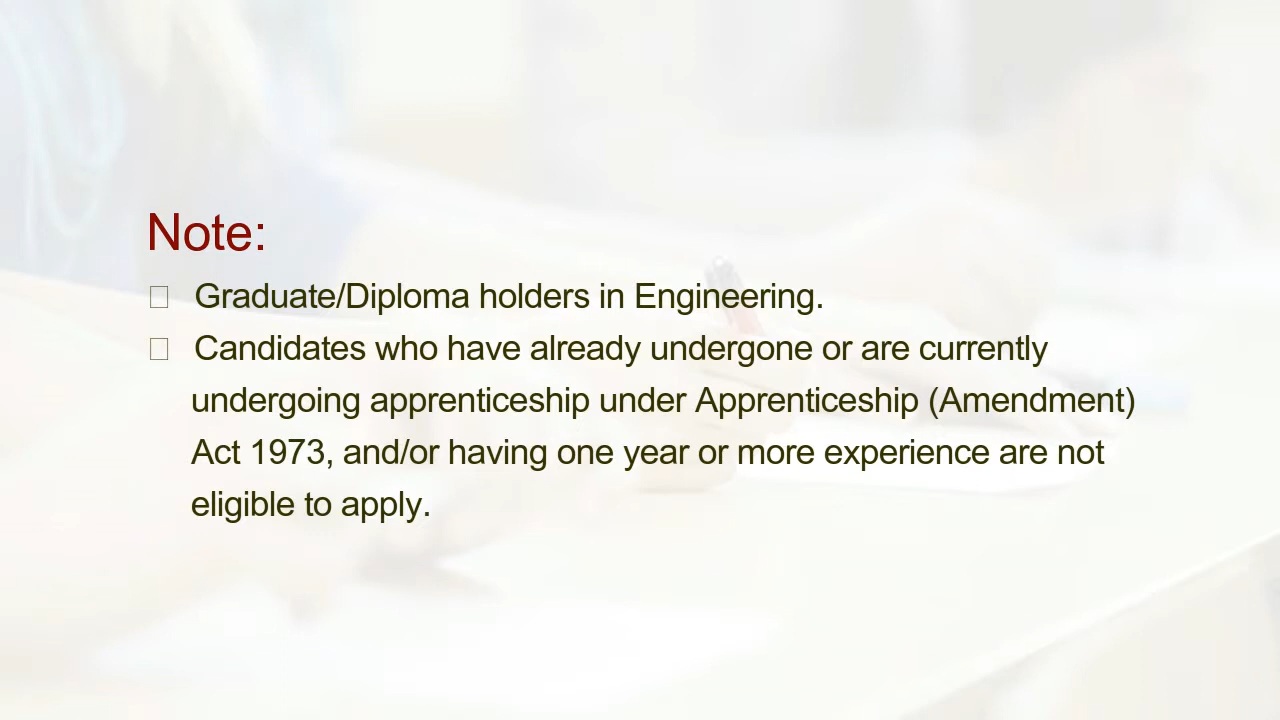 Note:
□ Graduate/Diploma holders in Engineering.
□ Candidates who have already undergone or are currently
undergoing apprenticeship under Apprenticeship (Amendment)
Act 1973, and/or having one year or more experience are not
eligible to apply.